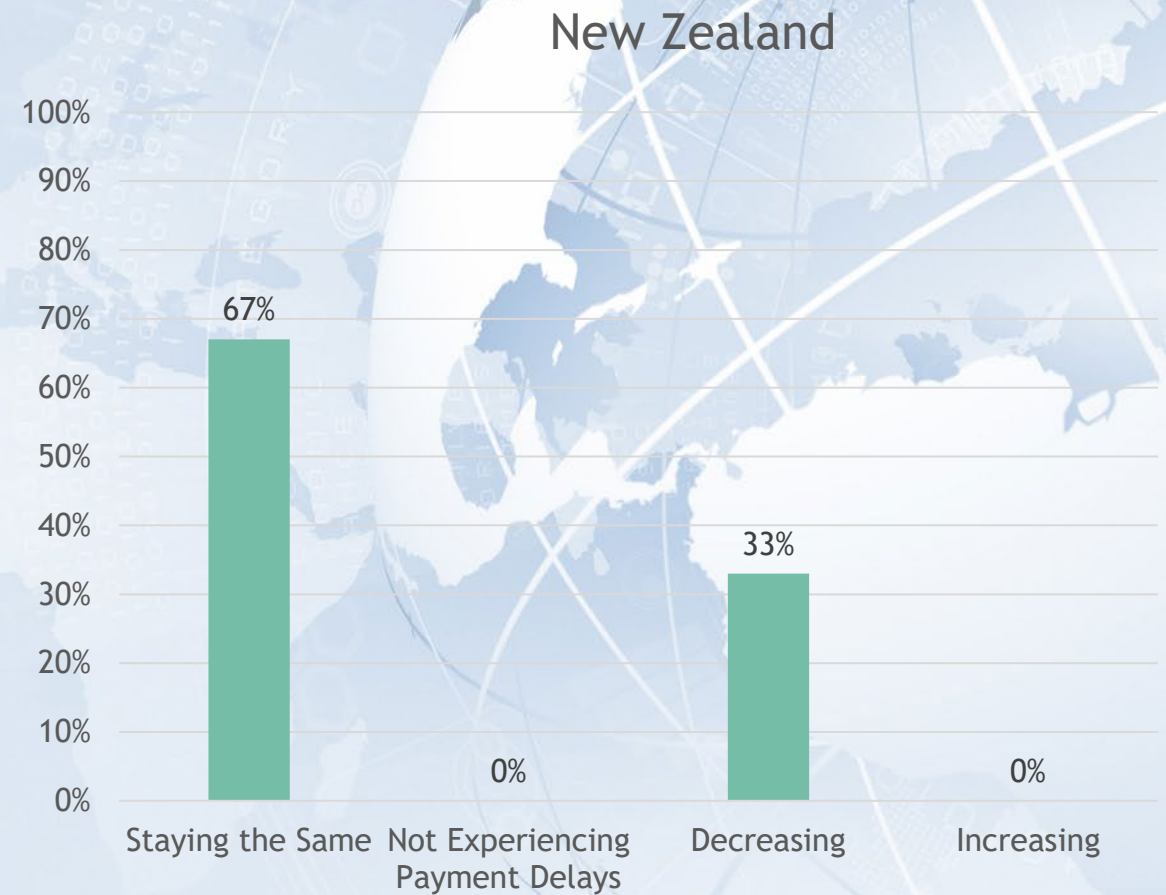 New Zealand
100%
90%
80%
70%
60%
50%
40%
30%
20%
10%
0%
67%
0%
33%
0%
Staying the Same
Not Experiencing
Payment Delays
Decreasing
Increasing